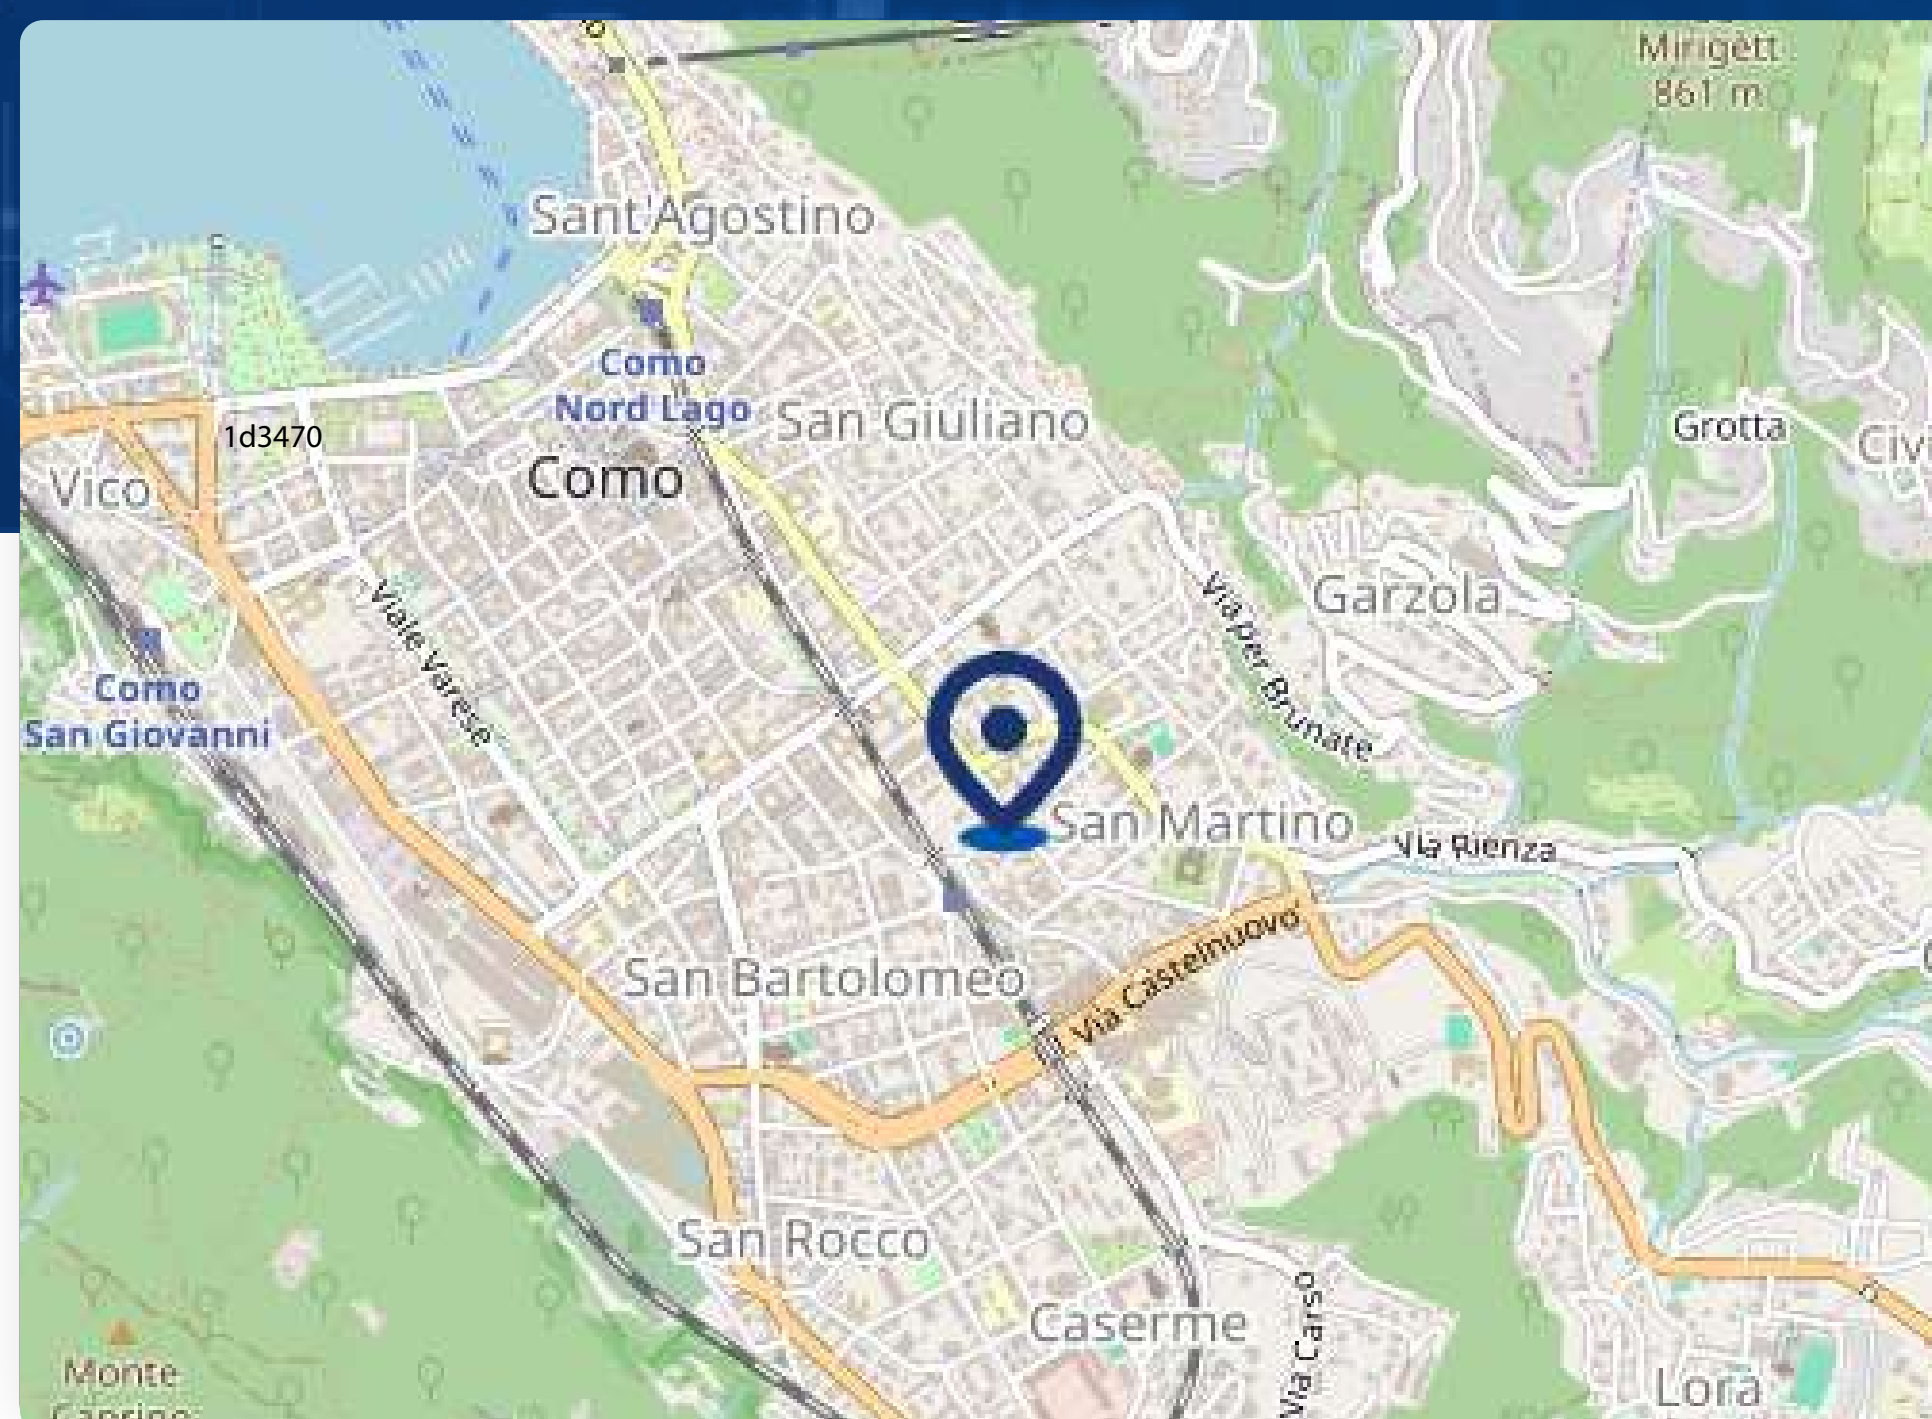 Mirigett
861 m
Sant'Agostino
Como
Nord Lago
San Giuliano
1d3470
Grotta
Como
Vico
Garzola
Viale Varese
Via per Brunate
Como
San Giovanni
San Martino
Via Rienza
Via Castelnuovo
San Bartolomeo
San Rocco
Caserme
Via Carso
Monte
Lora